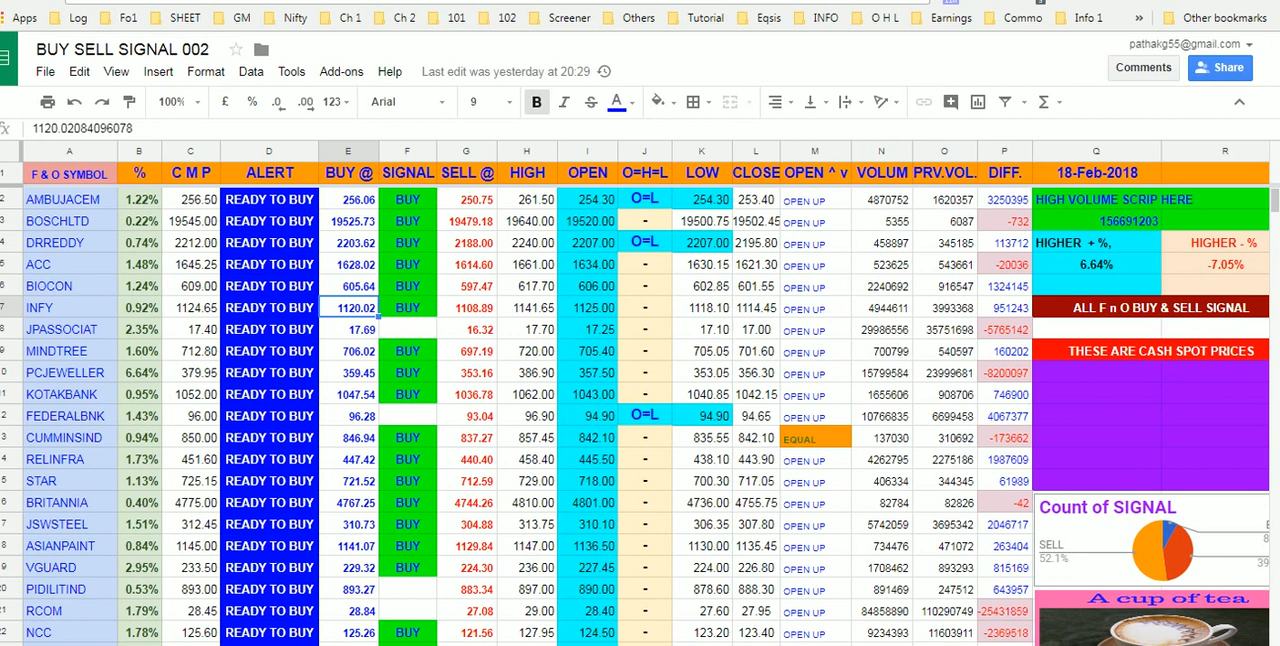 Apps Log Fo1 SHEET GM Nifty Ch 1 Ch 2 101 102 Screener Others Tutorial Eqsis INFO O H L Earnings Commo Info 1 » Other bookmarks
BUY SELL SIGNAL 002
pathakg55@gmail.com
File Edit View Insert Format Data Tools Add-ons Help Last edit was yesterday at 20:29
Comments Share
100% £ % .0 .00 123 Arial 9 B I S A Σ
fx 1120.02084096078
A B C D E F G H I J K L M N O P Q R
1 F & O SYMBOL % C M P ALERT BUY @ SIGNAL SELL @ HIGH OPEN O=H=L LOW CLOSE OPEN ^ v VOLUM PRV.VOL. DIFF. 18-Feb-2018
2 AMBUJACEM 1.22% 256.50 READY TO BUY 256.06 BUY 250.75 261.50 254.30 O=L 254.30 253.40 OPEN UP 4870752 1620357 3250395 HIGH VOLUME SCRIP HERE
3 BOSCHLTD 0.22% 19545.00 READY TO BUY 19525.73 BUY 19479.18 19640.00 19520.00 - 19500.75 19502.45 OPEN UP 5355 6087 -732 156691203
4 DRREDDY 0.74% 2212.00 READY TO BUY 2203.62 BUY 2188.00 2240.00 2207.00 O=L 2207.00 2195.80 OPEN UP 458897 345185 113712 HIGHER + %, HIGHER - %
5 ACC 1.48% 1645.25 READY TO BUY 1628.02 BUY 1614.60 1661.00 1634.00 - 1630.15 1621.30 OPEN UP 523625 543661 -20036 6.64% -7.05%
6 BIOCON 1.24% 609.00 READY TO BUY 605.64 BUY 597.47 617.70 606.00 - 602.85 601.55 OPEN UP 2240692 916547 1324145
7 INFY 0.92% 1124.65 READY TO BUY 1120.02 BUY 1108.89 1141.65 1125.00 - 1118.10 1114.45 OPEN UP 4944611 3993368 951243 ALL F n O BUY & SELL SIGNAL
8 JPASSOCIAT 2.35% 17.40 READY TO BUY 17.69 16.32 17.70 17.25 - 17.10 17.00 OPEN UP 29986556 35751698 -5765142
9 MINDTREE 1.60% 712.80 READY TO BUY 706.02 BUY 697.19 720.00 705.40 - 705.05 701.60 OPEN UP 700799 540597 160202 THESE ARE CASH SPOT PRICES
0 PCJEWELLER 6.64% 379.95 READY TO BUY 359.45 BUY 353.16 386.90 357.50 - 353.05 356.30 OPEN UP 15799584 23999681 -8200097
1 KOTAKBANK 0.95% 1052.00 READY TO BUY 1047.54 BUY 1036.78 1062.00 1043.00 - 1040.85 1042.15 OPEN UP 1655606 908706 746900
2 FEDERALBNK 1.43% 96.00 READY TO BUY 96.28 93.04 96.90 94.90 O=L 94.90 94.65 OPEN UP 10766835 6699458 4067377
3 CUMMINSIND 0.94% 850.00 READY TO BUY 846.94 BUY 837.27 857.45 842.10 - 835.55 842.10 EQUAL 137030 310692 -173662
4 RELINFRA 1.73% 451.60 READY TO BUY 447.42 BUY 440.40 458.40 445.50 - 438.10 443.90 OPEN UP 4262795 2275186 1987609
5 STAR 1.13% 725.15 READY TO BUY 721.52 BUY 712.59 729.00 718.00 - 700.30 717.05 OPEN UP 406334 344345 61989
6 BRITANNIA 0.40% 4775.00 READY TO BUY 4767.25 BUY 4744.26 4810.00 4801.00 - 4736.00 4755.75 OPEN UP 82784 82826 -42
7 JSWSTEEL 1.51% 312.45 READY TO BUY 310.73 BUY 304.88 313.75 310.10 - 306.35 307.80 OPEN UP 5742059 3695342 2046717 Count of SIGNAL
8 ASIANPAINT 0.84% 1145.00 READY TO BUY 1141.07 BUY 1129.84 1147.00 1136.50 - 1130.00 1135.45 OPEN UP 734476 471072 263404 SELL 52.1% 8
9 VGUARD 2.95% 233.50 READY TO BUY 229.32 BUY 224.30 236.00 227.45 - 224.00 226.80 OPEN UP 1708462 893293 815169 39
20 PIDILITIND 0.53% 893.00 READY TO BUY 893.27 883.34 897.00 890.00 - 878.60 888.30 OPEN UP 891469 247512 643957
21 RCOM 1.79% 28.45 READY TO BUY 28.84 27.08 29.00 28.40 - 27.60 27.95 OPEN UP 84858890 110290749 -25431859 A cup of tea
22 NCC 1.78% 125.60 READY TO BUY 125.26 BUY 121.56 127.95 124.50 - 123.20 123.40 OPEN UP 9234393 11603911 -2369518